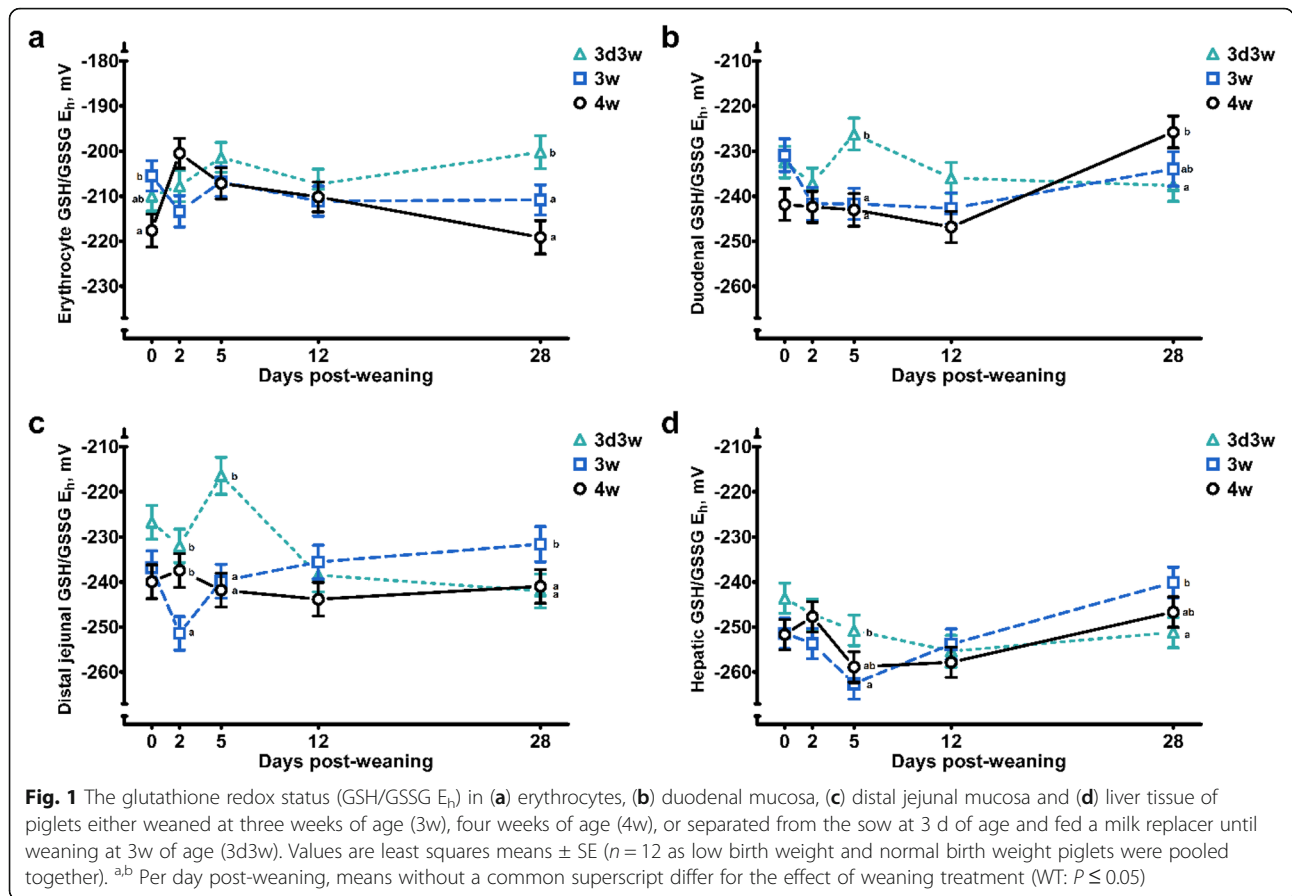 a
3d3w
3w
4w
Erythrocyte GSH/GSSG Eh, mV
-180
-190
-200
-210
-220
-230
b
ab
a
b
a
a
0 2 5 12 28
Days post-weaning
b
3d3w
3w
4w
Duodenal GSH/GSSG Eh, mV
-210
-220
-230
-240
-250
-260
b
a
a
b
ab
a
0 2 5 12 28
Days post-weaning
c
3d3w
3w
4w
Distal jejunal GSH/GSSG Eh, mV
-210
-220
-230
-240
-250
-260
b
b
a
b
a
a
b
a
a
0 2 5 12 28
Days post-weaning
d
3d3w
3w
4w
Hepatic GSH/GSSG Eh, mV
-210
-220
-230
-240
-250
-260
b
ab
a
b
ab
a
0 2 5 12 28
Days post-weaning
Fig. 1 The glutathione redox status (GSH/GSSG Eh) in (a) erythrocytes, (b) duodenal mucosa, (c) distal jejunal mucosa and (d) liver tissue of
piglets either weaned at three weeks of age (3w), four weeks of age (4w), or separated from the sow at 3 d of age and fed a milk replacer until
weaning at 3w of age (3d3w). Values are least squares means ± SE (n = 12 as low birth weight and normal birth weight piglets were pooled
together). a,b Per day post-weaning, means without a common superscript differ for the effect of weaning treatment (WT: P ≤ 0.05)